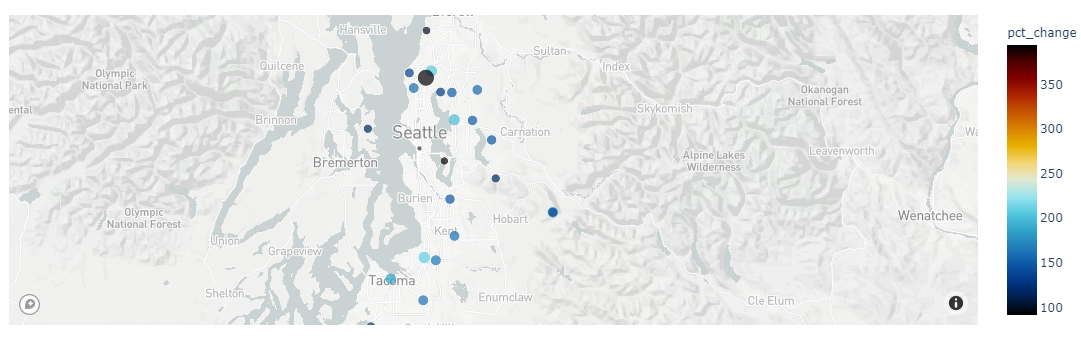 Hansville
Sultan
Quilcene
Index
Olympic
National Park
Okanogan
National Forest
ental
Skykomish
Brinnon
Seattle
Carnation
Wa
Leavenworth
Bremerton
Alpine Lakes
Wilderness
Burien
Olympic
National Forest
Hobart
Wenatchee
Kent
Union
Grapeview
Tacoma
Shelton
Enumclaw
Cle Elum
pct_change
350
300
250
200
150
100